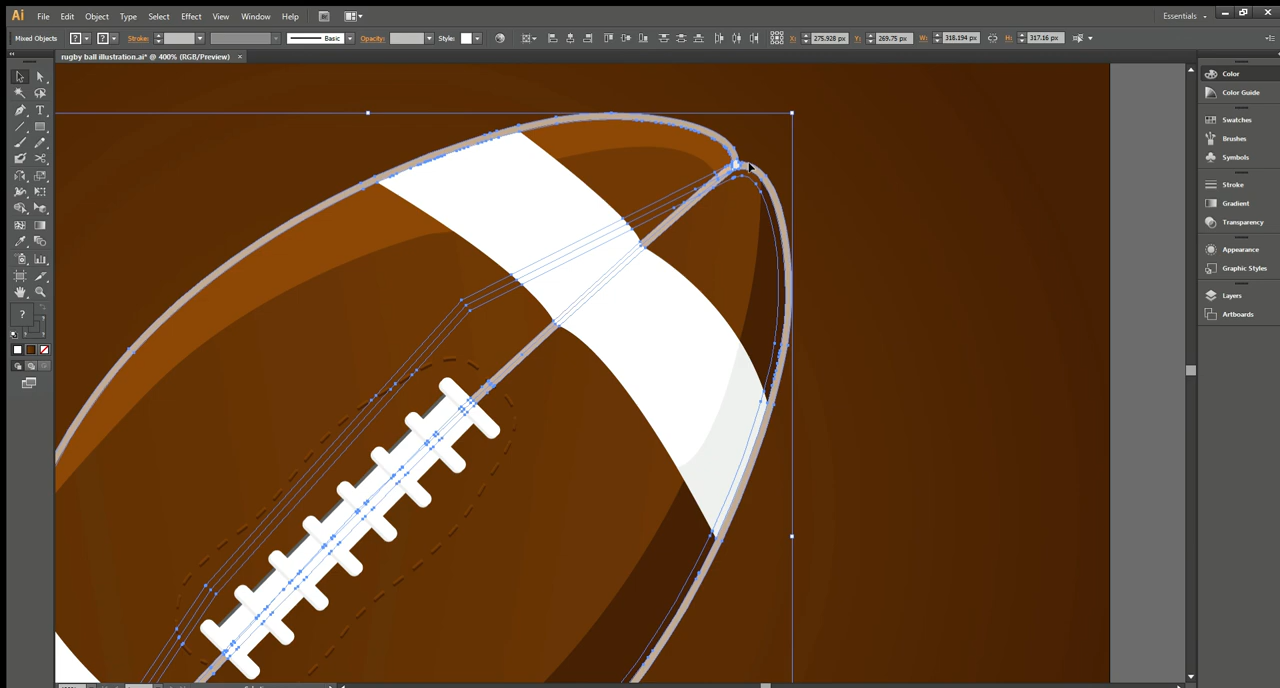 Ai File Edit Object Type Select Effect View Window Help Br Essentials
Mixed Objects ? ? Stroke: Basic Opacity: Style: X: 275.928 px Y: 269.75 px W: 318.194 px H: 317.16 px
rugby ball illustration.ai* @ 400% (RGB/Preview) ×
Color
Color Guide
Swatches
Brushes
Symbols
Stroke
Gradient
Transparency
Appearance
Graphic Styles
Layers
Artboards
?